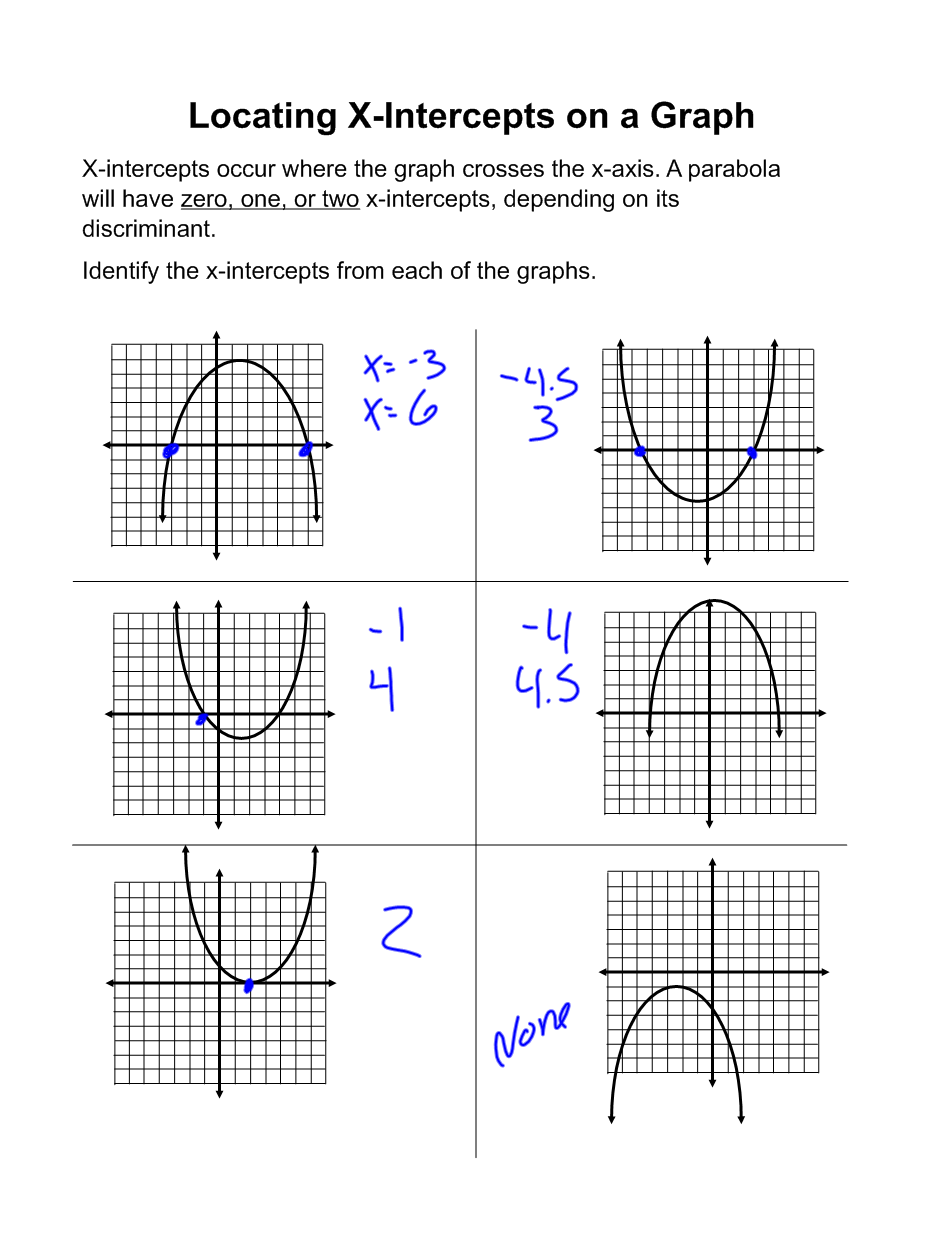 Locating X-Intercepts on a Graph
X-intercepts occur where the graph crosses the x-axis. A parabola
will have zero, one, or two x-intercepts, depending on its
discriminant.
Identify the x-intercepts from each of the graphs.
x= -3
x= 6
-4.5
3
-1
4
-4
4.5
2
None